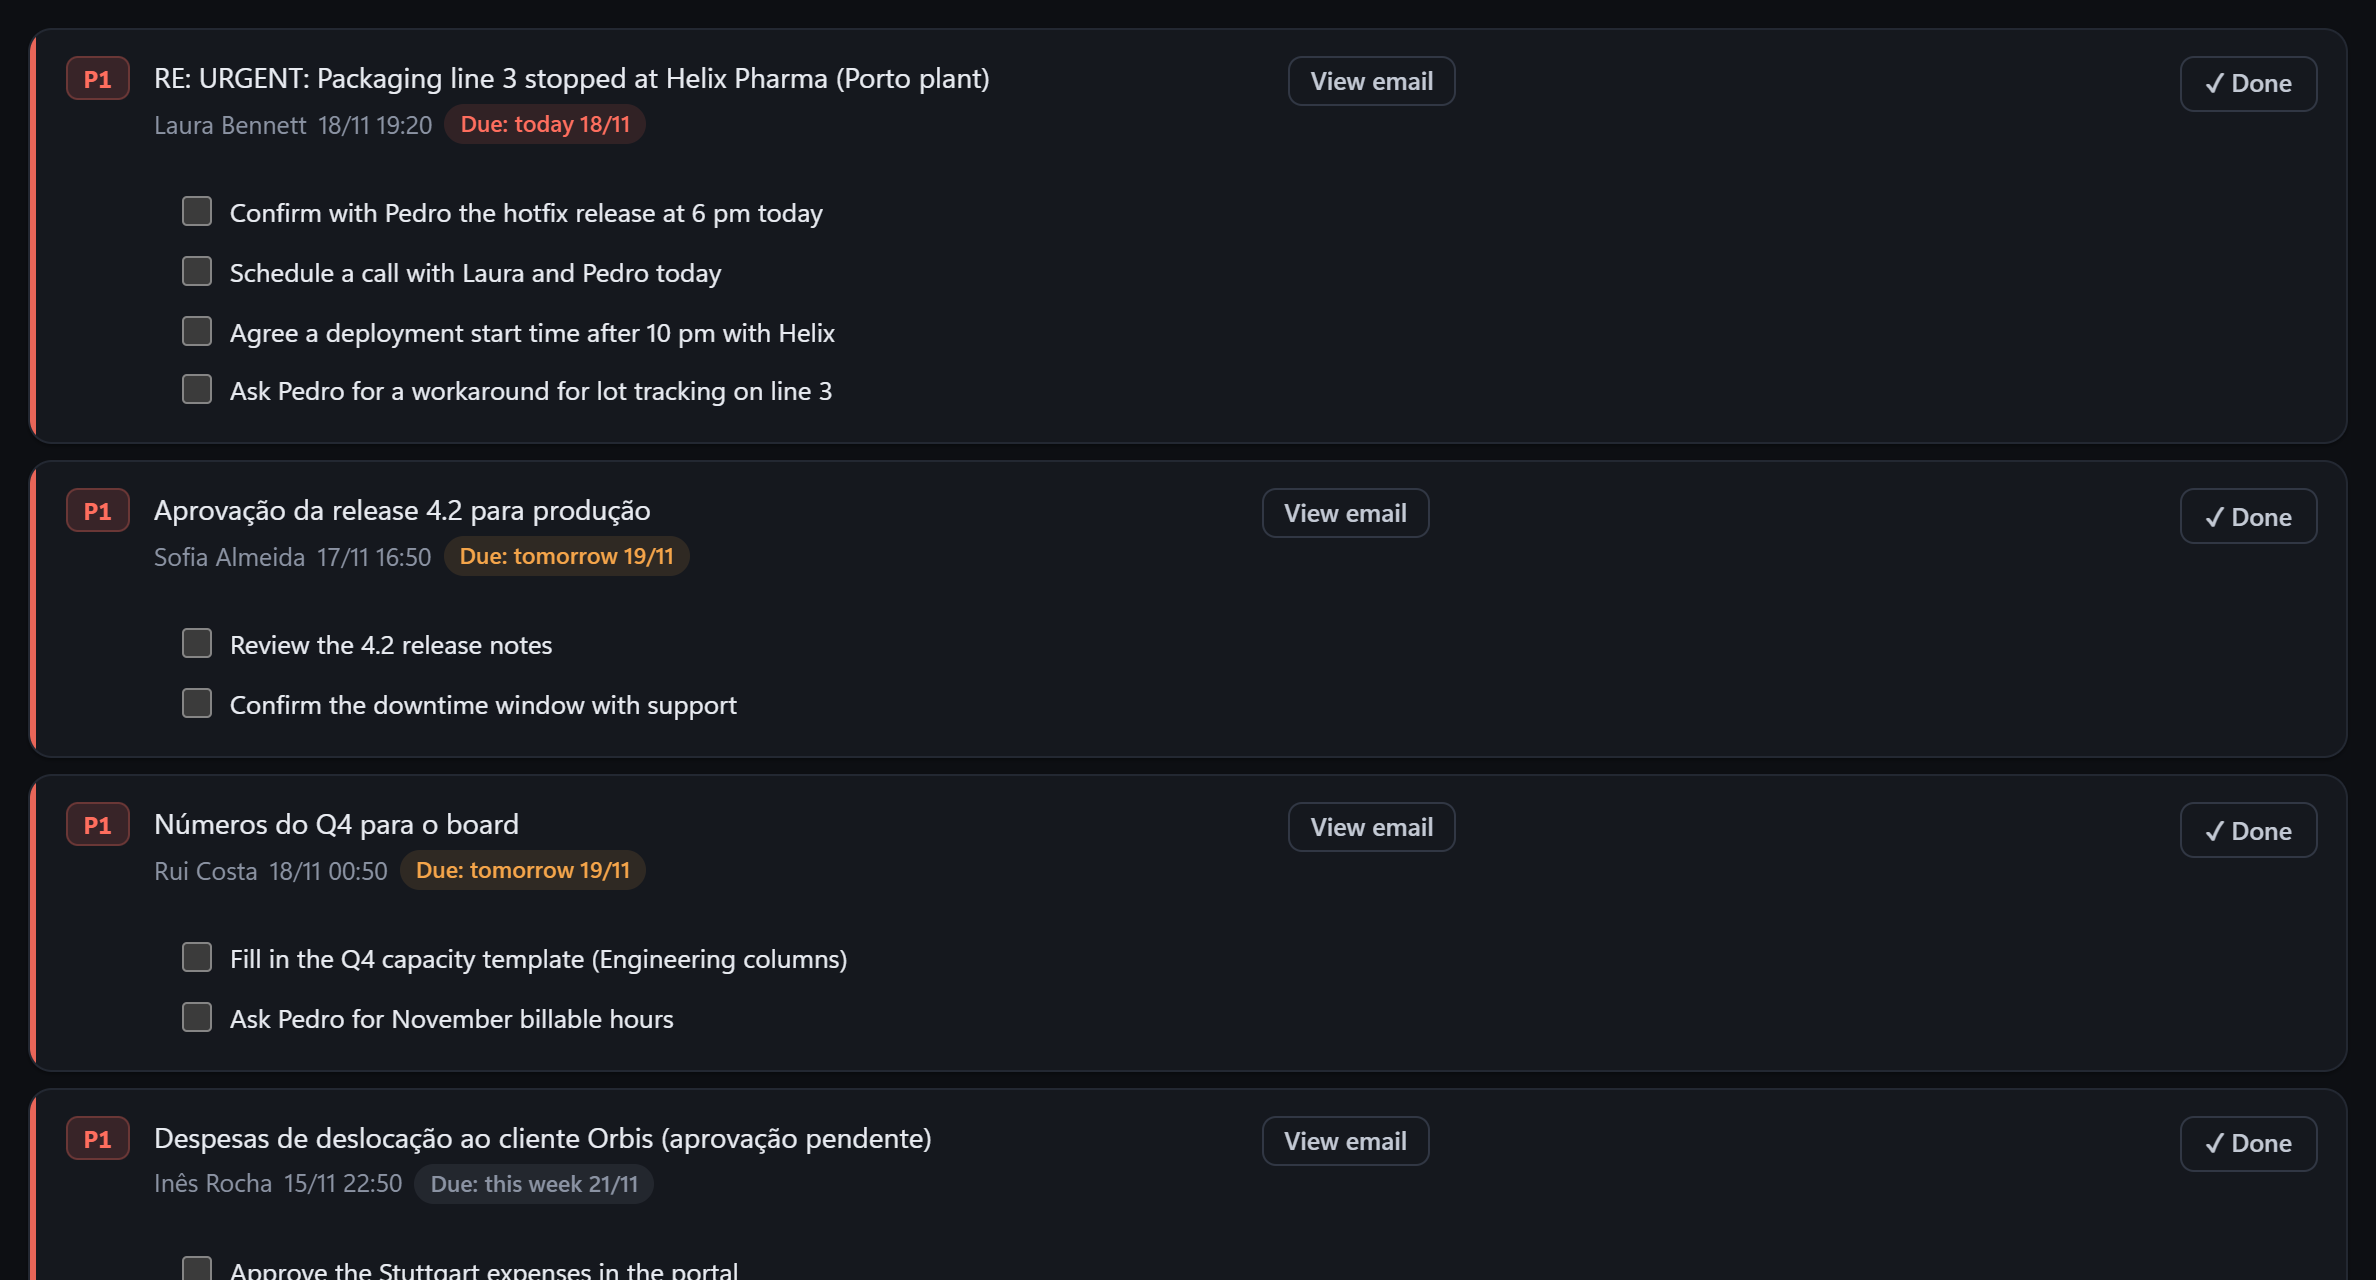 P1 RE: URGENT: Packaging line 3 stopped at Helix Pharma (Porto plant) View email ✓ Done
Laura Bennett 18/11 19:20 Due: today 18/11
Confirm with Pedro the hotfix release at 6 pm today
Schedule a call with Laura and Pedro today
Agree a deployment start time after 10 pm with Helix
Ask Pedro for a workaround for lot tracking on line 3
P1 Aprovação da release 4.2 para produção View email ✓ Done
Sofia Almeida 17/11 16:50 Due: tomorrow 19/11
Review the 4.2 release notes
Confirm the downtime window with support
P1 Números do Q4 para o board View email ✓ Done
Rui Costa 18/11 00:50 Due: tomorrow 19/11
Fill in the Q4 capacity template (Engineering columns)
Ask Pedro for November billable hours
P1 Despesas de deslocação ao cliente Orbis (aprovação pendente) View email ✓ Done
Inês Rocha 15/11 22:50 Due: this week 21/11
Approve the Stuttgart expenses in the portal